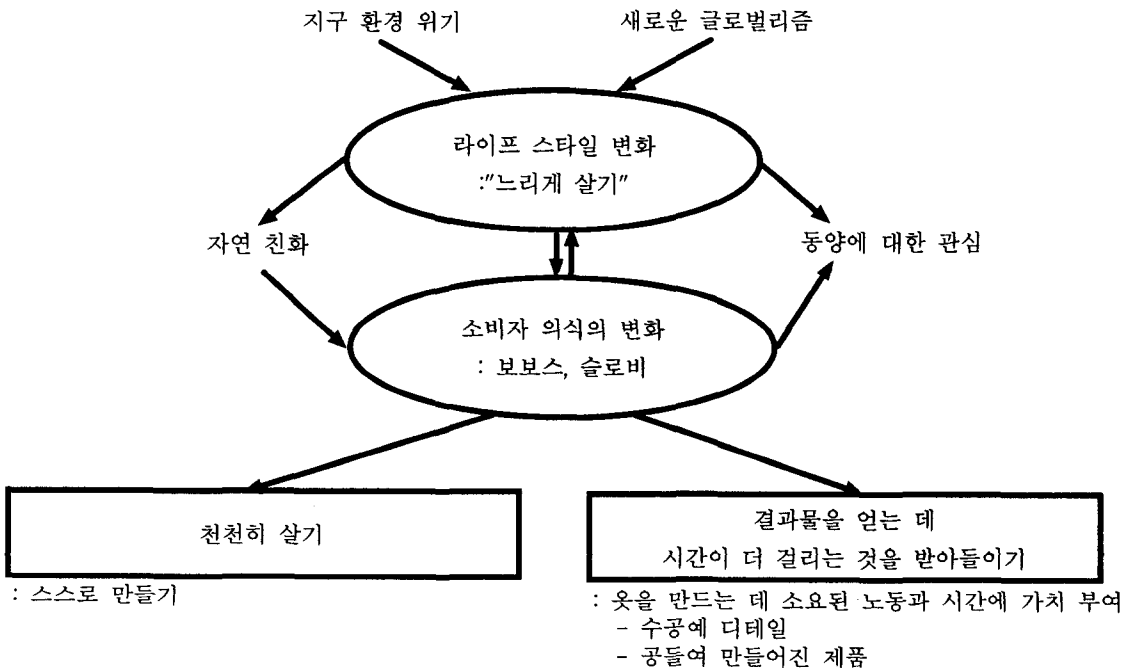 지구 환경 위기
새로운 글로벌리즘
라이프 스타일 변화
:"느리게 살기"
자연 친화
동양에 대한 관심
소비자 의식의 변화
: 보보스, 슬로비
천천히 살기
: 스스로 만들기
결과물을 얻는 데
시간이 더 걸리는 것을 받아들이기
: 옷을 만드는 데 소요된 노동과 시간에 가치 부여
- 수공예 디테일
- 공들여 만들어진 제품